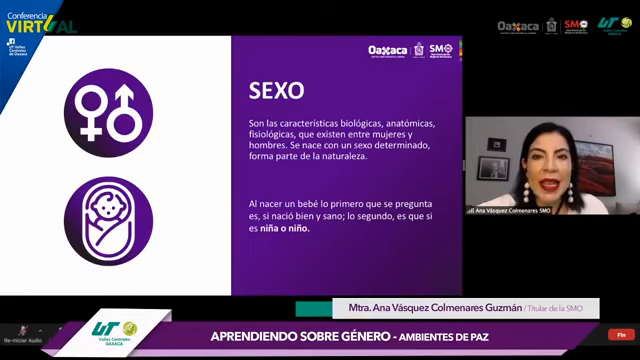 Conferencia
VIRTUAL
UT Valles Centrales
de Oaxaca
Oaxaca
SMO
Oaxaca
SMO
UT
SEXO
Son las características biológicas, anatómicas,
fisiológicas, que existen entre mujeres y
hombres. Se nace con un sexo determinado,
forma parte de la naturaleza.
Al nacer un bebé lo primero que se pregunta
es, si nació bien y sano; lo segundo, es que si
es niña o niño.
Ana Vásquez Colmenares SMO
Mtra. Ana Vásquez Colmenares Guzmán / Titular de la SMO
UT
Valles Centrales
OAXACA
APRENDIENDO SOBRE GÉNERO - AMBIENTES DE PAZ
Re-iniciar Audio
Fin